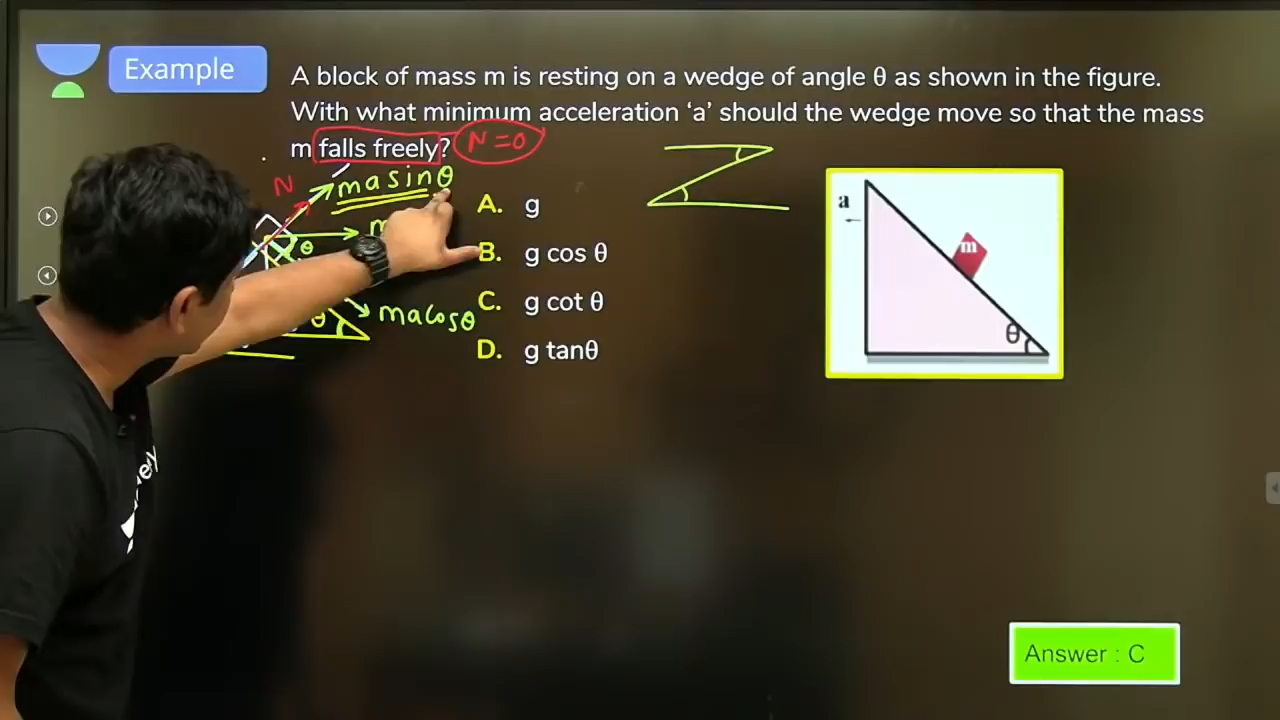 Example
A block of mass m is resting on a wedge of angle θ as shown in the figure.
With what minimum acceleration ‘a’ should the wedge move so that the mass
m falls freely? N=0
N
masinθ
θ
macosθ
θ
A. g
B. g cos θ
C. g cot θ
D. g tanθ
a
m
θ
Answer : C